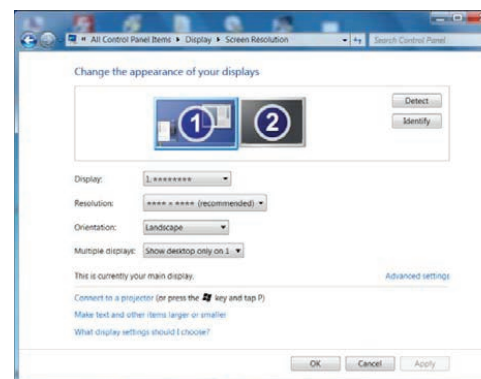 « All Control Panel Items ▸ Display ▸ Screen Resolution
Search Control Panel
Change the appearance of your displays
1 2
Detect
Identify
Display: 1. ********
Resolution: **** x **** (recommended)
Orientation: Landscape
Multiple displays: Show desktop only on 1
This is currently your main display.
Advanced settings
Connect to a projector (or press the key and tap P)
Make text and other items larger or smaller
What display settings should I choose?
OK Cancel Apply